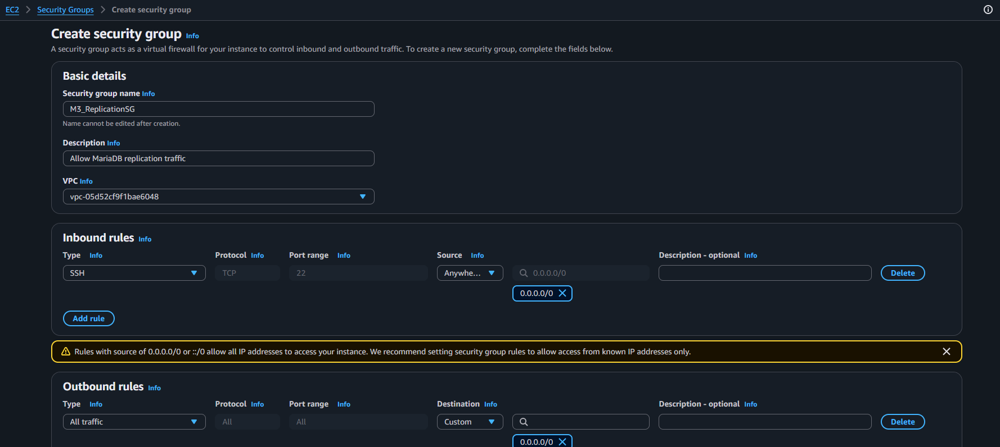 EC2 > Security Groups > Create security group
Create security group Info
A security group acts as a virtual firewall for your instance to control inbound and outbound traffic. To create a new security group, complete the fields below.
Basic details
Security group name Info
M3_ReplicationSG
Name cannot be edited after creation.
Description Info
Allow MariaDB replication traffic
VPC Info
vpc-05d52cf9f1bae6048
Inbound rules Info
Type Info Protocol Info Port range Info Source Info Description - optional Info
SSH TCP 22 Anywhe... 0.0.0.0/0 Delete
0.0.0.0/0
Add rule
Rules with source of 0.0.0.0/0 or ::/0 allow all IP addresses to access your instance. We recommend setting security group rules to allow access from known IP addresses only.
Outbound rules Info
Type Info Protocol Info Port range Info Destination Info Description - optional Info
All traffic All All Custom Delete
0.0.0.0/0